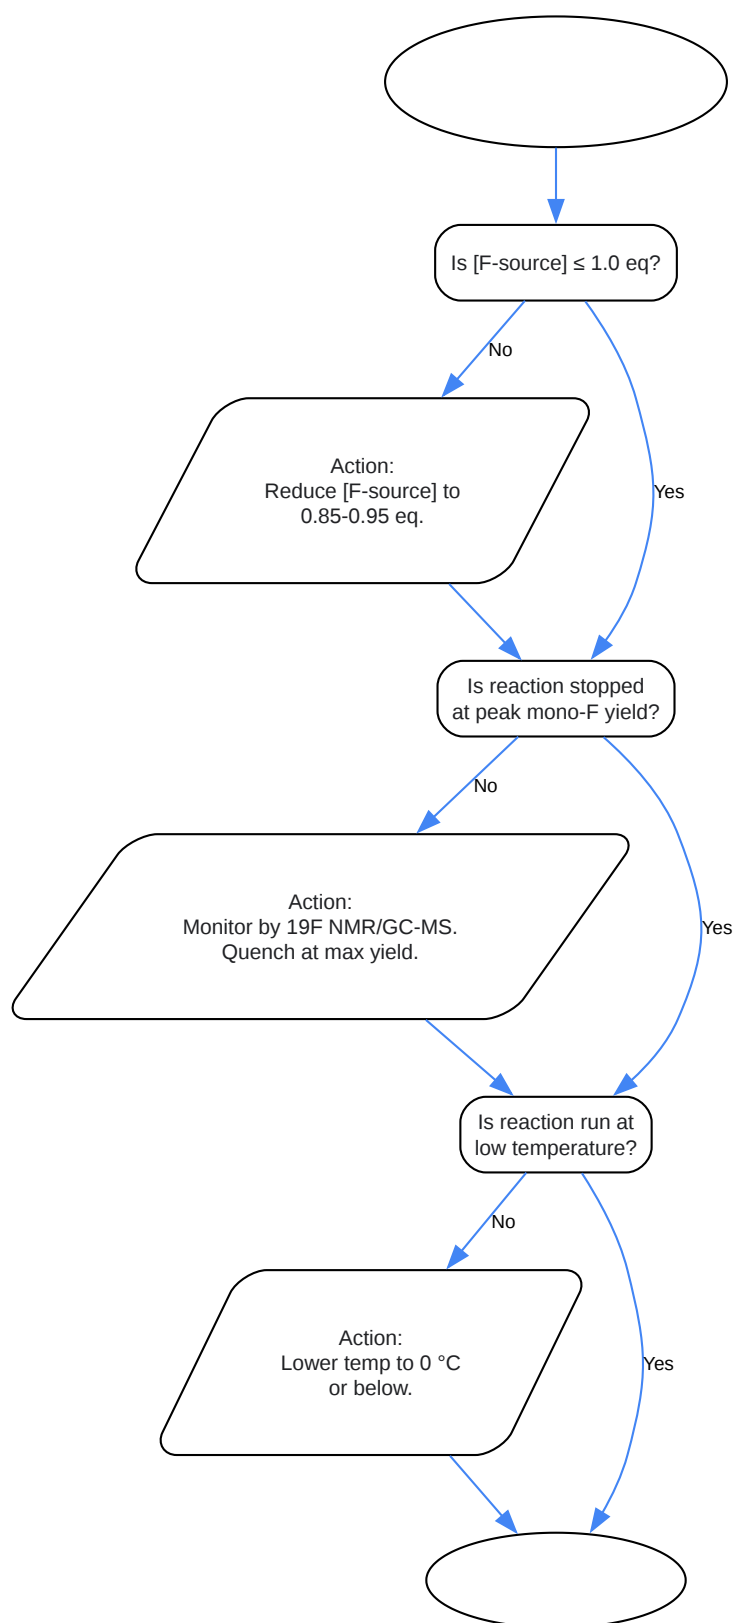 Is [F-source] ≤ 1.0 eq?
No
Action:
Reduce [F-source] to
0.85-0.95 eq.
Yes
Is reaction stopped
at peak mono-F yield?
No
Action:
Monitor by 19F NMR/GC-MS.
Quench at max yield.
Yes
Is reaction run at
low temperature?
No
Action:
Lower temp to 0 °C
or below.
Yes